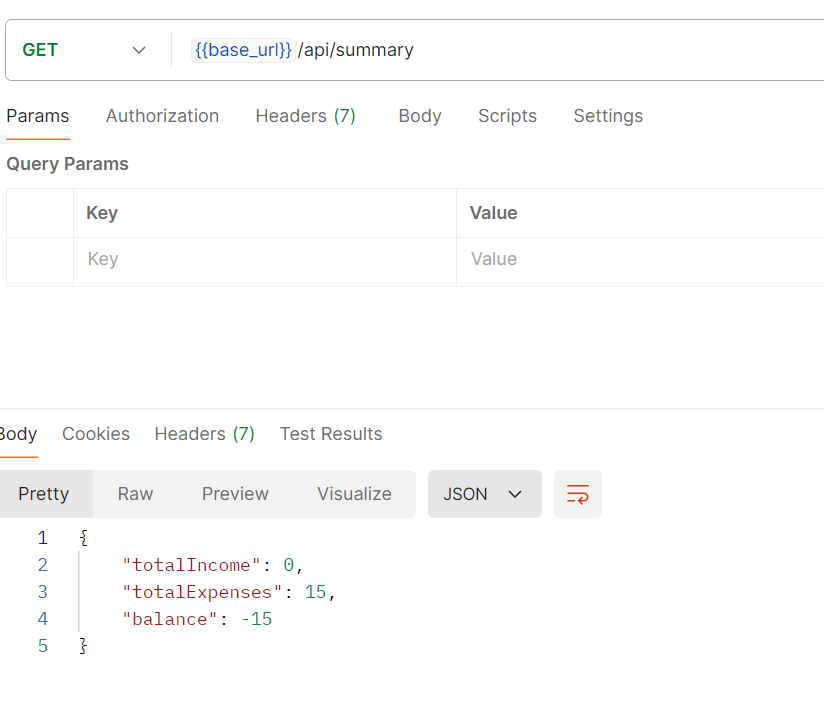 GET {{base_url}}/api/summary
Params Authorization Headers (7) Body Scripts Settings
Query Params
Key Value
Key Value
Body Cookies Headers (7) Test Results
Pretty Raw Preview Visualize JSON
1 {
2 "totalIncome": 0,
3 "totalExpenses": 15,
4 "balance": -15
5 }